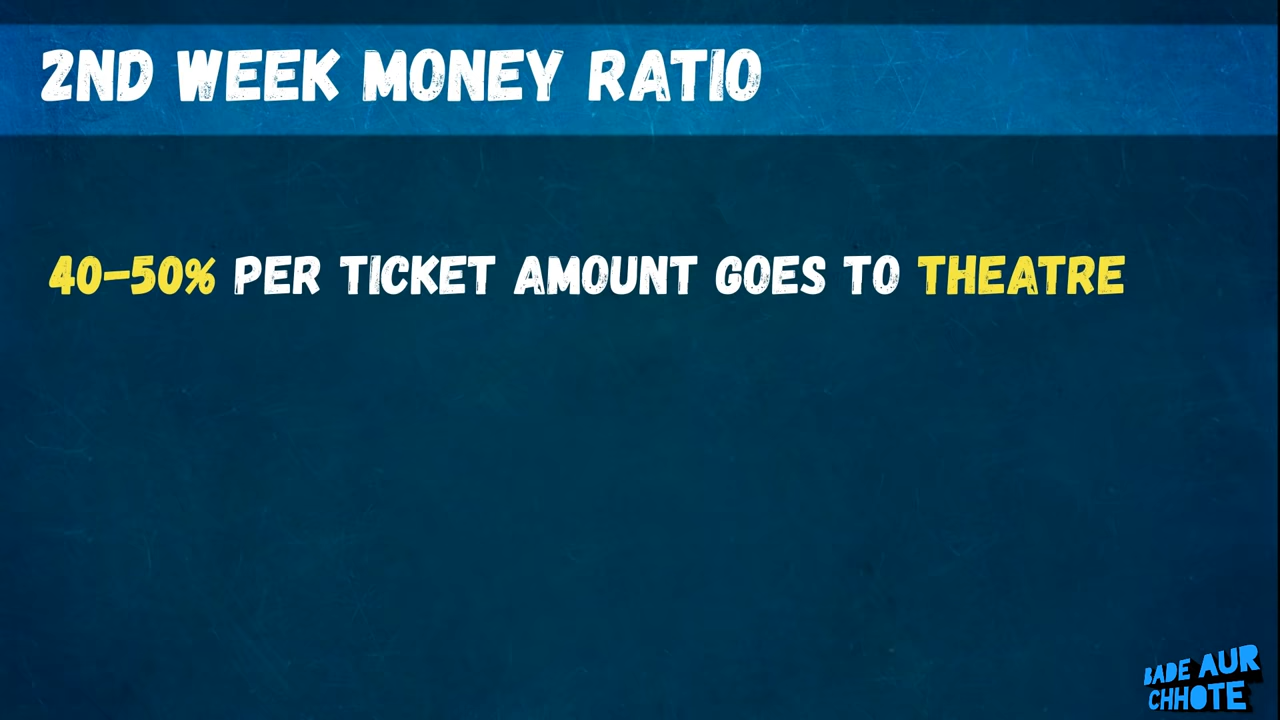 2ND WEEK MONEY RATIO
40-50% PER TICKET AMOUNT GOES TO THEATRE
BADE AUR
CHHOTE